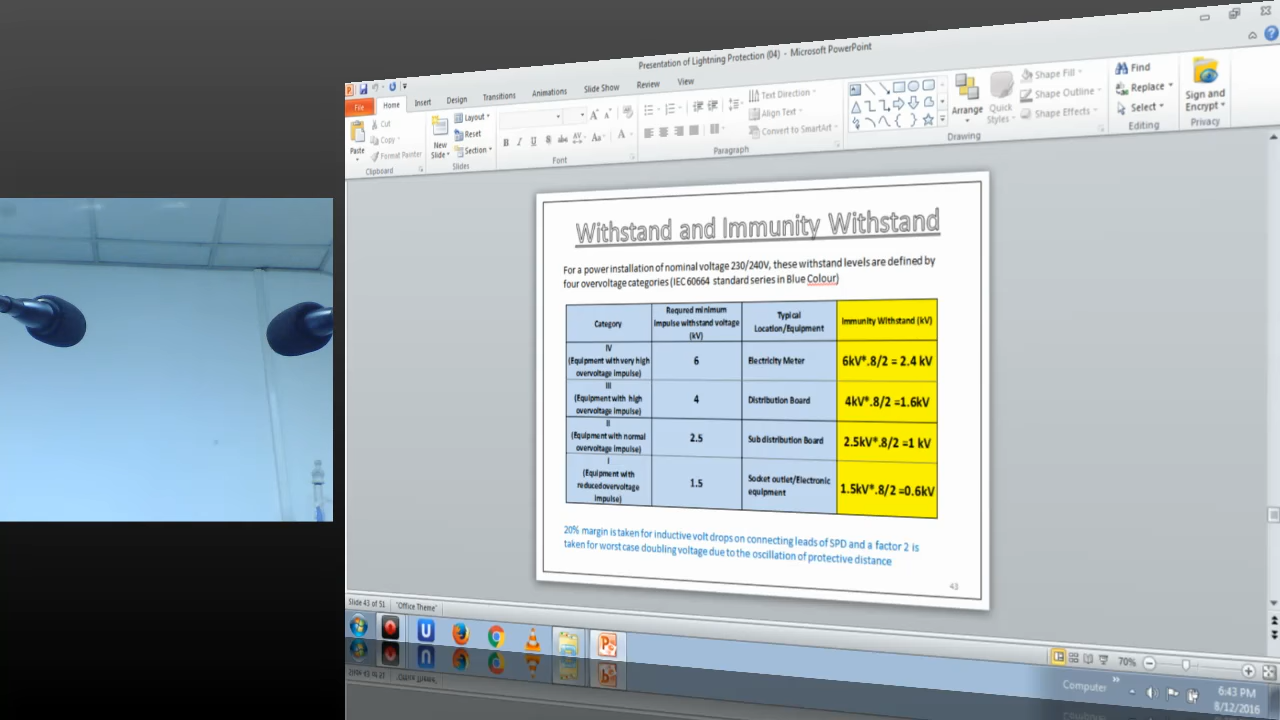 Presentation of Lightning Protection (04) - Microsoft PowerPoint
File
Home
Insert
Design
Transitions
Animations
Slide Show
Review
View
Paste
Cut
Copy
Format Painter
Clipboard
New
Slide
Layout
Reset
Section
Slides
Font
Text Direction
Align Text
Convert to SmartArt
Paragraph
Arrange
Quick
Styles
Shape Fill
Shape Outline
Shape Effects
Drawing
Find
Replace
Select
Editing
Sign and
Encrypt
Privacy
Withstand and Immunity Withstand
For a power installation of nominal voltage 230/240V, these withstand levels are defined by
four overvoltage categories (IEC 60664 standard series in Blue Colour)
Category
Requred minimum
impulse withstand voltage
(kV)
Typical
Location/Equipment
Immunity Withstand (kV)
IV
(Equipment with very high
overvoltage impulse)
6
Electricity Meter
6kV*.8/2 = 2.4 kV
III
(Equipment with high
overvoltage impulse)
4
Distribution Board
4kV*.8/2 =1.6kV
II
(Equipment with normal
overvoltage impulse)
2.5
Sub distribution Board
2.5kV*.8/2 =1 kV
I
(Equipment with
reduced overvoltage
impulse)
1.5
Socket outlet/Electronic
equipment
1.5kV*.8/2 =0.6kV
20% margin is taken for inductive volt drops on connecting leads of SPD and a factor 2 is
taken for worst case doubling voltage due to the oscillation of protective distance
43
Slide 43 of 51
"Office Theme"
70%
Computer
6:43 PM
8/12/2016